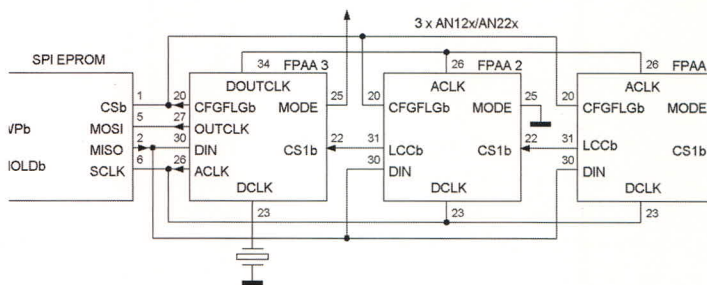 3 x AN12x/AN22x
SPI EPROM
34 FPAA 3
26 FPAA 2
26 FPAA
DOUTCLK
ACLK
ACLK
1
CSb
20
CFGFLGb
MODE
25
20
CFGFLGb
MODE
25
20
CFGFLGb
MODE
5
MOSI
27
OUTCLK
WPb
2
MISO
30
DIN
CS1b
22
31
LCCb
CS1b
22
31
LCCb
CS1b
HOLDb
6
SCLK
26
ACLK
30
DIN
30
DIN
DCLK
DCLK
DCLK
23
23
23